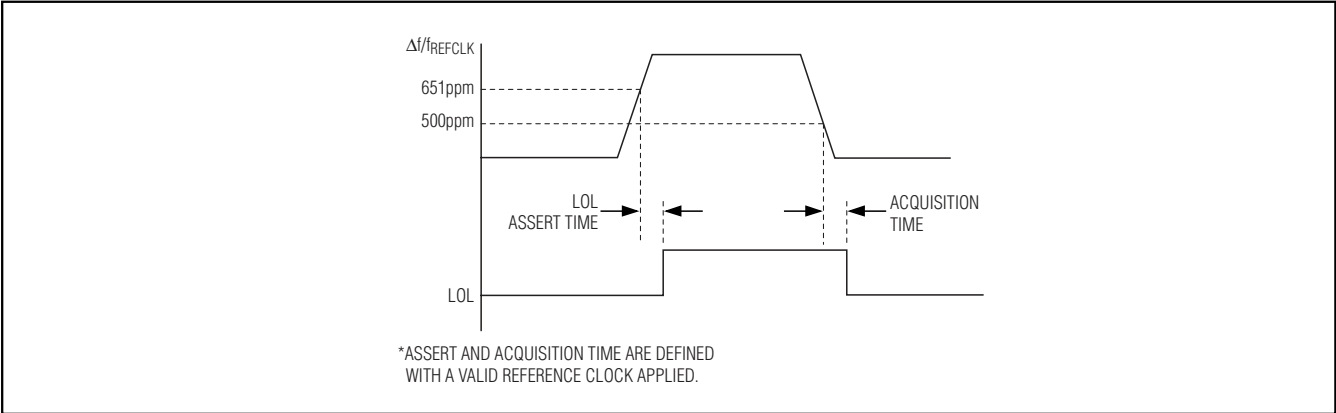 Δf/fREFCLK
651ppm
500ppm
LOL
ASSERT TIME
ACQUISITION
TIME
LOL
*ASSERT AND ACQUISITION TIME ARE DEFINED
WITH A VALID REFERENCE CLOCK APPLIED.